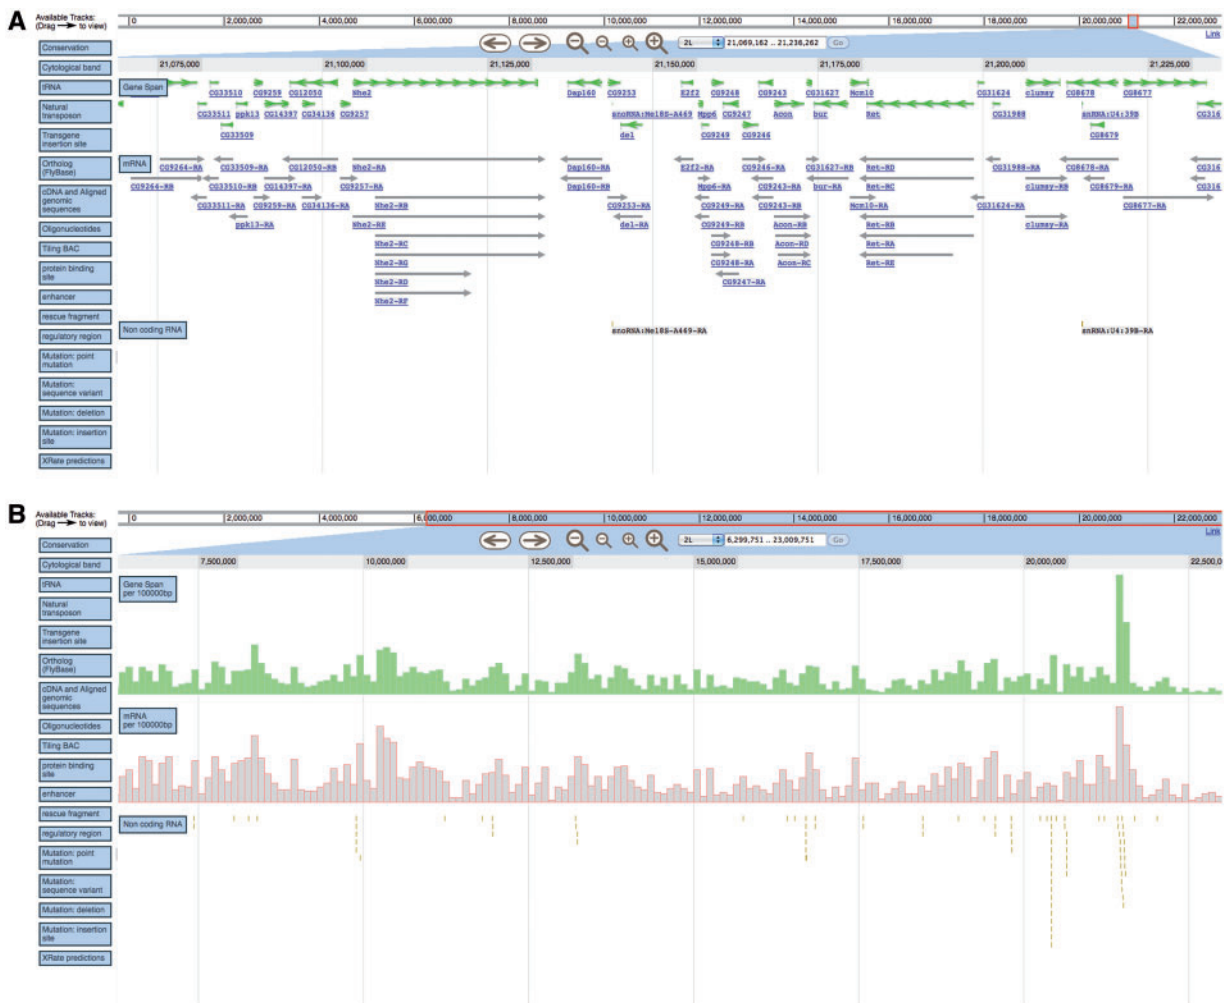 A
Available Tracks:
(Drag → to view)
0 2,000,000 4,000,000 6,000,000 8,000,000 10,000,000 12,000,000 14,000,000 16,000,000 18,000,000 20,000,000 22,000,000
Link
2L 21,069,162 .. 21,236,262 Go
21,075,000 21,100,000 21,125,000 21,150,000 21,175,000 21,200,000 21,225,000
Conservation
Cytological band
tRNA
Natural
transposon
Transgene
insertion site
Ortholog
(FlyBase)
cDNA and Aligned
genomic
sequences
Oligonucleotides
Tiling BAC
protein binding
site
enhancer
rescue fragment
regulatory region
Mutation: point
mutation
Mutation:
sequence variant
Mutation: deletion
Mutation: insertion
site
XRate predictions
Gene Span
CG33510 CG9259 CG12050 Nhe2 Dap160 CG9253 E2f2 CG9248 CG9243 CG31627 Mcm10 CG31624 clumsy CG8678 CG8677
CG33511 ppk13 CG14397 CG34136 CG9257 snoRNA:Me18S-A469 Mpp6 CG9247 Acon bur Ret CG31988 snRNA:U4:39B CG316
CG33509 del CG9249 CG9246 CG8679
mRNA
CG9264-RA CG33509-RA CG12050-RB Nhe2-RA Dap160-RA E2f2-RA CG9246-RA CG31627-RB Ret-RD CG31988-RA CG8678-RA CG316
CG9264-RB CG33510-RB CG14397-RA CG9257-RA Dap160-RB Mpp6-RA CG9243-RA bur-RA Ret-RC clumsy-RB CG8679-RA CG316
CG33511-RA CG9259-RA CG34136-RA Nhe2-RB CG9253-RA CG9249-RA CG9243-RB Mcm10-RA CG31624-RA CG8677-RA
ppk13-RA Nhe2-RE del-RA CG9249-RB Acon-RB Ret-RB clumsy-RA
Nhe2-RC CG9248-RB Acon-RD Ret-RA
Nhe2-RG CG9248-RA Acon-RC Ret-RE
Nhe2-RD CG9247-RA
Nhe2-RF
Non coding RNA
snoRNA:Me18S-A469-RA snRNA:U4:39B-RA
B
Available Tracks:
(Drag → to view)
0 2,000,000 4,000,000 6,000,000 8,000,000 10,000,000 12,000,000 14,000,000 16,000,000 18,000,000 20,000,000 22,000,000
Link
2L 6,299,751 .. 23,009,751 Go
7,500,000 10,000,000 12,500,000 15,000,000 17,500,000 20,000,000 22,500,0
Conservation
Cytological band
tRNA
Natural
transposon
Transgene
insertion site
Ortholog
(FlyBase)
cDNA and Aligned
genomic
sequences
Oligonucleotides
Tiling BAC
protein binding
site
enhancer
rescue fragment
regulatory region
Mutation: point
mutation
Mutation:
sequence variant
Mutation: deletion
Mutation: insertion
site
XRate predictions
Gene Span
per 100000bp
mRNA
per 100000bp
Non coding RNA